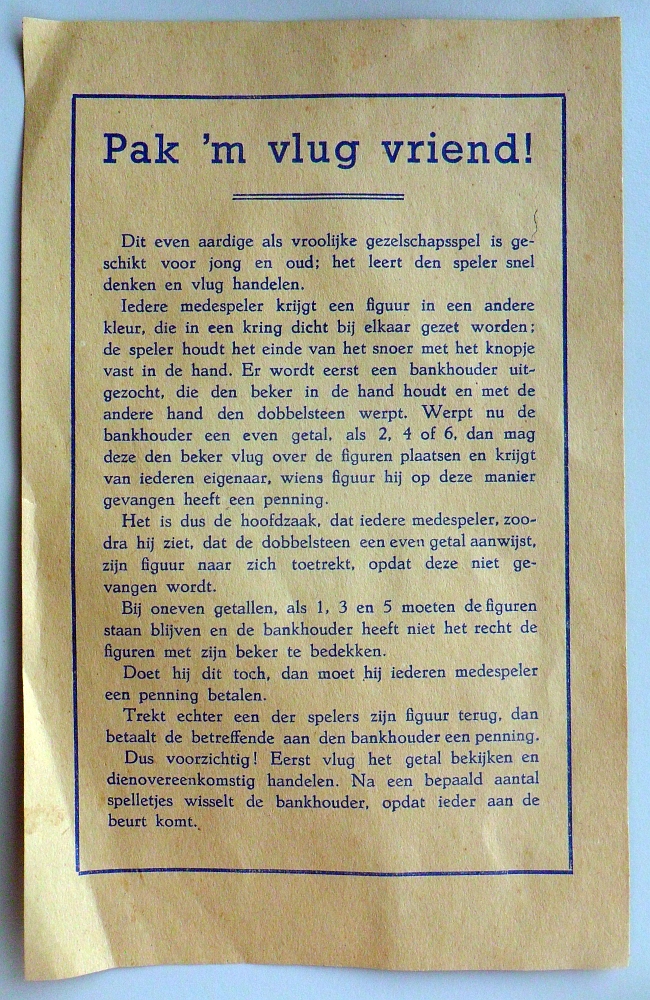 Pak 'm vlug vriend!
Dit even aardige als vroolijke gezelschapsspel is ge-
schikt voor jong en oud; het leert den speler snel
denken en vlug handelen.
Iedere medespeler krijgt een figuur in een andere
kleur, die in een kring dicht bij elkaar gezet worden;
de speler houdt het einde van het snoer met het knopje
vast in de hand. Er wordt eerst een bankhouder uit-
gezocht, die den beker in de hand houdt en met de
andere hand den dobbelsteen werpt. Werpt nu de
bankhouder een even getal, als 2, 4 of 6, dan mag
deze den beker vlug over de figuren plaatsen en krijgt
van iederen eigenaar, wiens figuur hij op deze manier
gevangen heeft een penning.
Het is dus de hoofdzaak, dat iedere medespeler, zoo-
dra hij ziet, dat de dobbelsteen een even getal aanwijst,
zijn figuur naar zich toetrekt, opdat deze niet ge-
vangen wordt.
Bij oneven getallen, als 1, 3 en 5 moeten de figuren
staan blijven en de bankhouder heeft niet het recht de
figuren met zijn beker te bedekken.
Doet hij dit toch, dan moet hij iederen medespeler
een penning betalen.
Trekt echter een der spelers zijn figuur terug, dan
betaalt de betreffende aan den bankhouder een penning.
Dus voorzichtig! Eerst vlug het getal bekijken en
dienovereenkomstig handelen. Na een bepaald aantal
spelletjes wisselt de bankhouder, opdat ieder aan de
beurt komt.